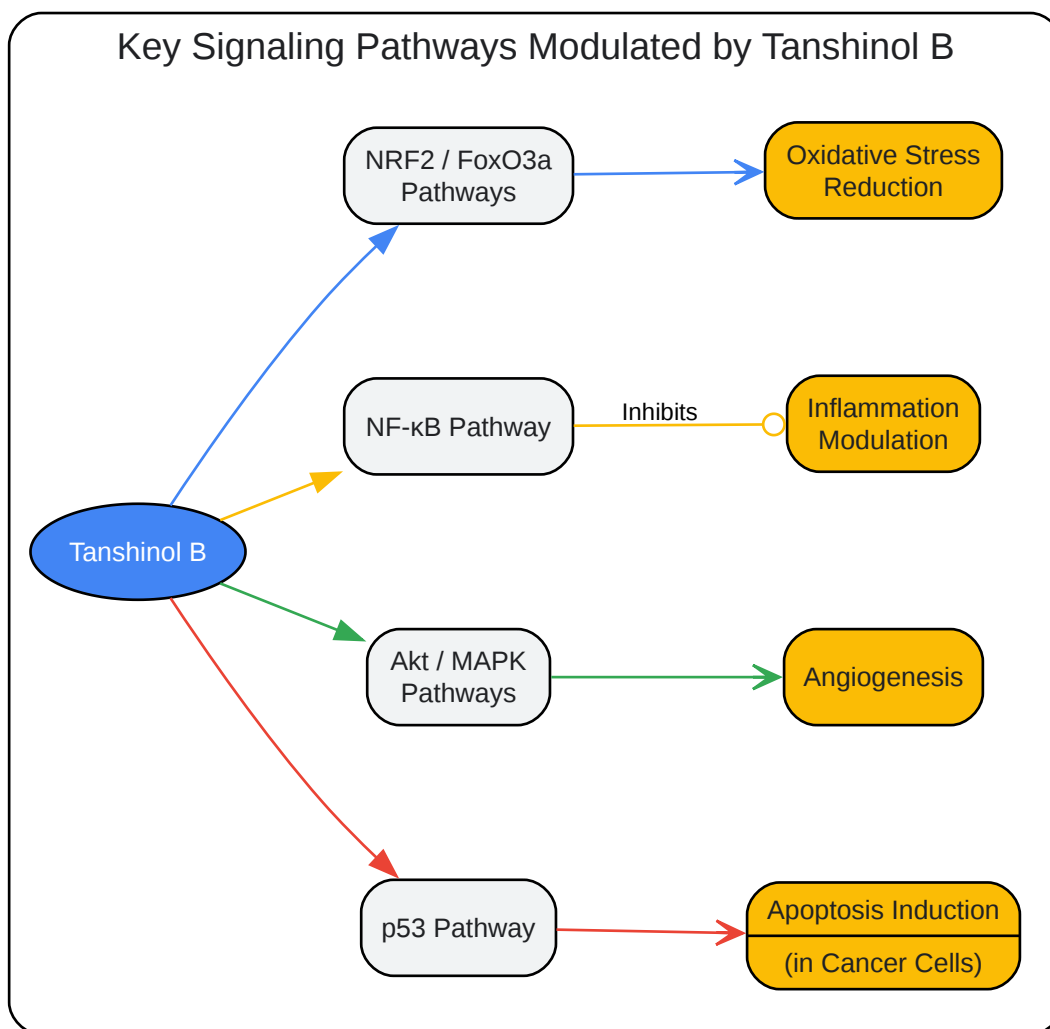 Key Signaling Pathways Modulated by Tanshinol B
NRF2 / FoxO3a
Pathways
Oxidative Stress
Reduction
NF-κB Pathway
Inhibits
Inflammation
Modulation
Tanshinol B
Akt / MAPK
Pathways
Angiogenesis
p53 Pathway
Apoptosis Induction
(in Cancer Cells)